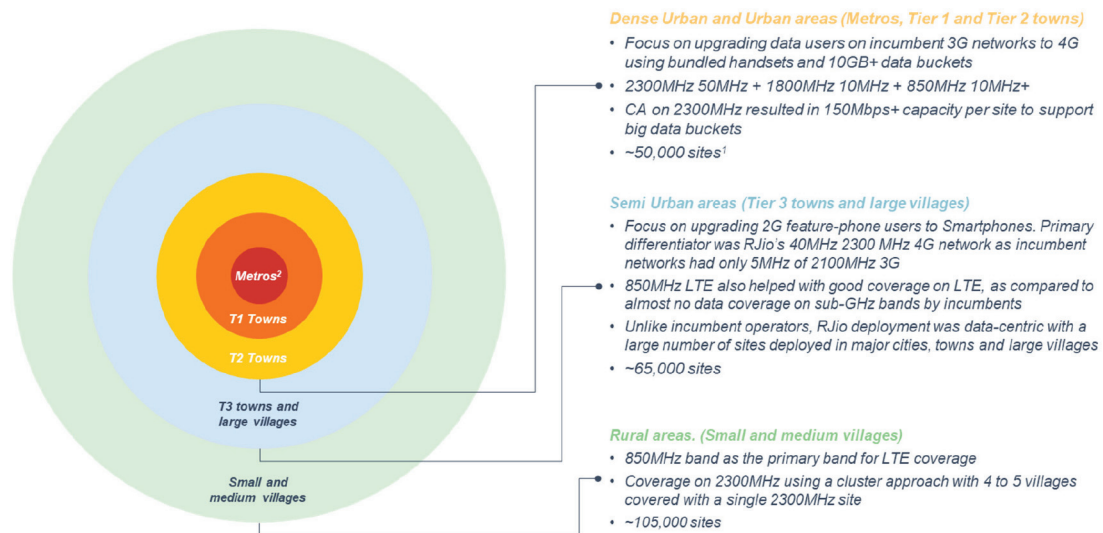 Dense Urban and Urban areas (Metros, Tier 1 and Tier 2 towns)
• Focus on upgrading data users on incumbent 3G networks to 4G
using bundled handsets and 10GB+ data buckets
• 2300MHz 50MHz + 1800MHz 10MHz + 850MHz 10MHz+
• CA on 2300MHz resulted in 150Mbps+ capacity per site to support
big data buckets
• ~50,000 sites¹
Semi Urban areas (Tier 3 towns and large villages)
• Focus on upgrading 2G feature-phone users to Smartphones. Primary
differentiator was RJio's 40MHz 2300 MHz 4G network as incumbent
networks had only 5MHz of 2100MHz 3G
• 850MHz LTE also helped with good coverage on LTE, as compared to
almost no data coverage on sub-GHz bands by incumbents
• Unlike incumbent operators, RJio deployment was data-centric with a
large number of sites deployed in major cities, towns and large villages
• ~65,000 sites
Rural areas. (Small and medium villages)
• 850MHz band as the primary band for LTE coverage
• Coverage on 2300MHz using a cluster approach with 4 to 5 villages
covered with a single 2300MHz site
• ~105,000 sites
Metros²
T1 Towns
T2 Towns
T3 towns and
large villages
Small and
medium villages